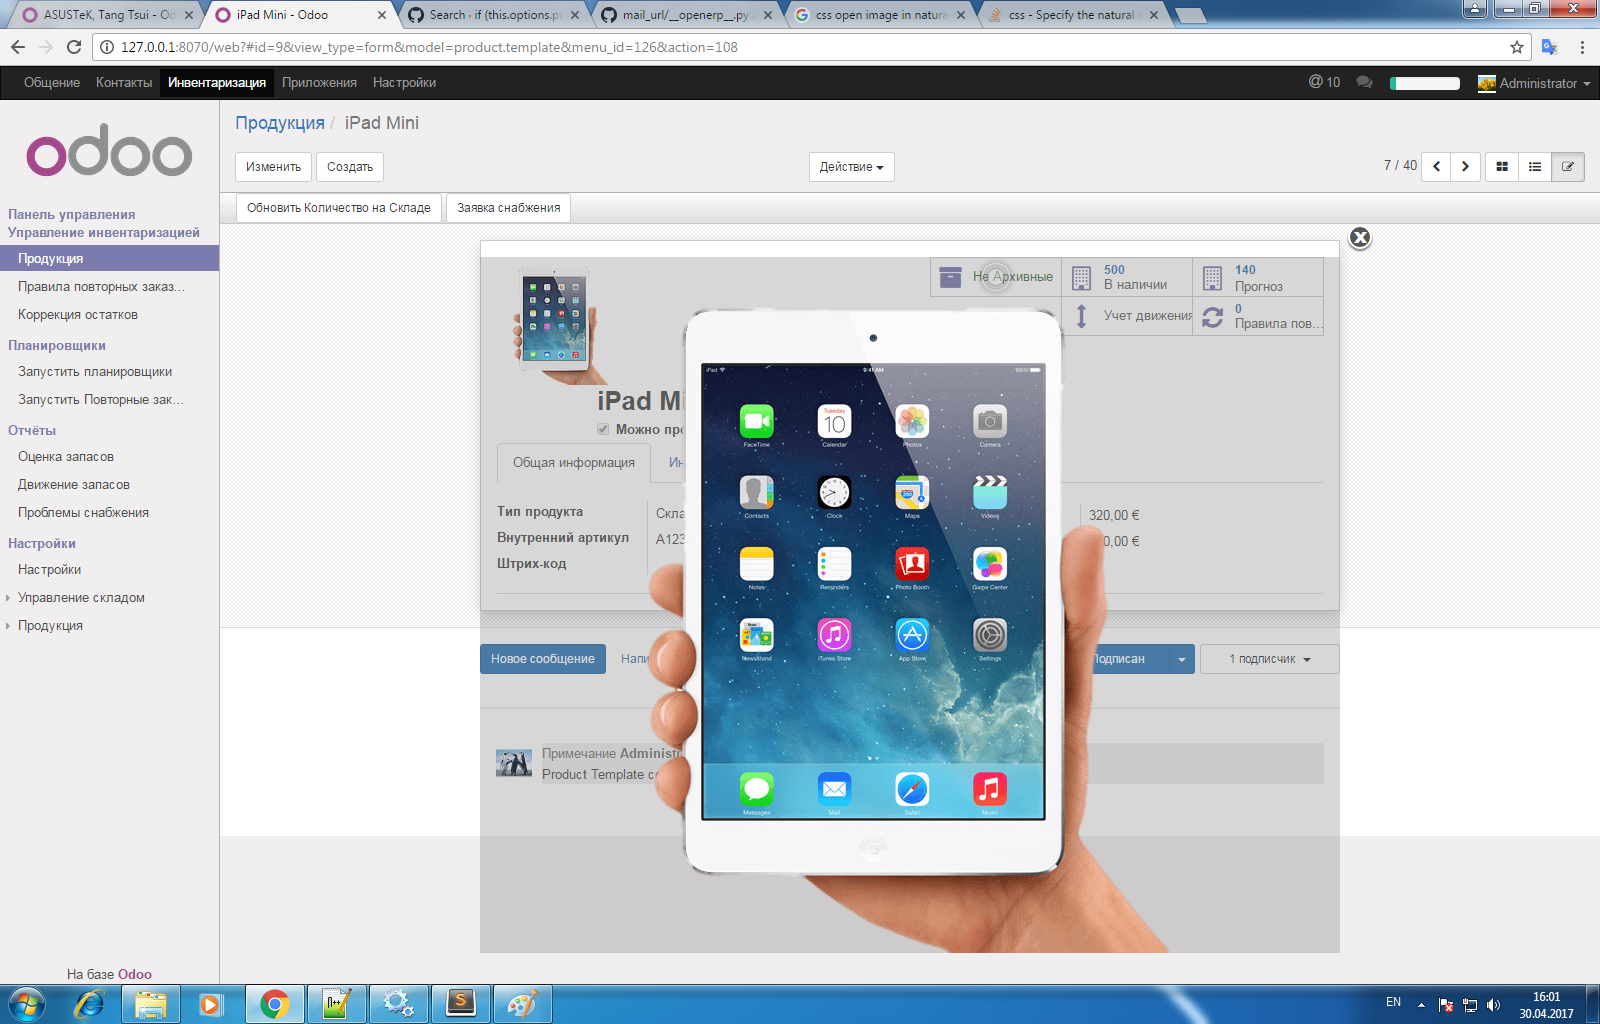 ASUSTeK, Tang Tsui - Od
iPad Mini - Odoo
Search · if (this.options.pr
mail_url/__openerp__.py
css open image in natura
css - Specify the natural s
127.0.0.1:8070/web?#id=9&view_type=form&model=product.template&menu_id=126&action=108
Общение Контакты Инвентаризация Приложения Настройки
@ 10
Administrator
odoo
Продукция / iPad Mini
Изменить Создать
Действие
7 / 40
Обновить Количество на Складе Заявка снабжения
Панель управления
Управление инвентаризацией
Продукция
Правила повторных заказ...
Коррекция остатков
Планировщики
Запустить планировщики
Запустить Повторные зак...
Отчёты
Оценка запасов
Движение запасов
Проблемы снабжения
Настройки
Настройки
Управление складом
Продукция
На базе Odoo
Не Архивные
500
В наличии
140
Прогноз
Учет движения
0
Правила пов...
iPad Mi
Можно про
Общая информация
Ин
Тип продукта Скла
320,00 €
Внутренний артикул A123
0,00 €
Штрих-код
Новое сообщение Напи
Подписан
1 подписчик
Примечание Administr
Product Template c
iPad
9:41 AM
100%
FaceTime
Tuesday
10
Calendar
Photos
Camera
Contacts
Clock
Maps
Videos
Notes
Reminders
Photo Booth
Game Center
News
NewsStand
iTunes Store
App Store
Settings
Messages
Mail
Safari
Music
EN
16:01
30.04.2017